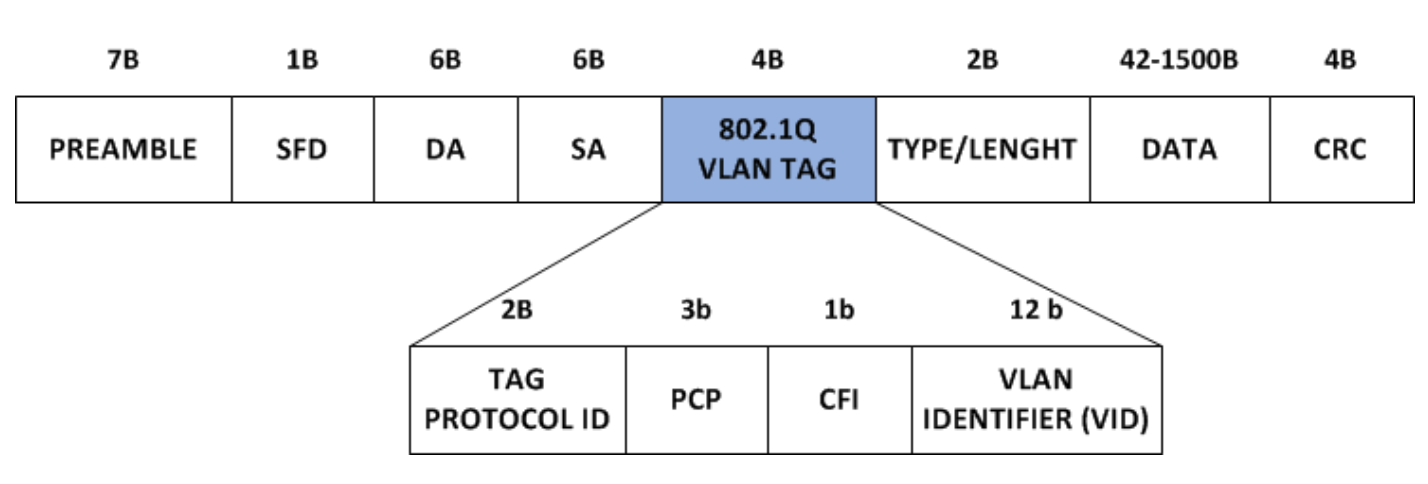 7B 1B 6B 6B 4B 2B 42-1500B 4B
PREAMBLE SFD DA SA 802.1Q VLAN TAG TYPE/LENGHT DATA CRC
2B 3b 1b 12 b
TAG PROTOCOL ID PCP CFI VLAN IDENTIFIER (VID)